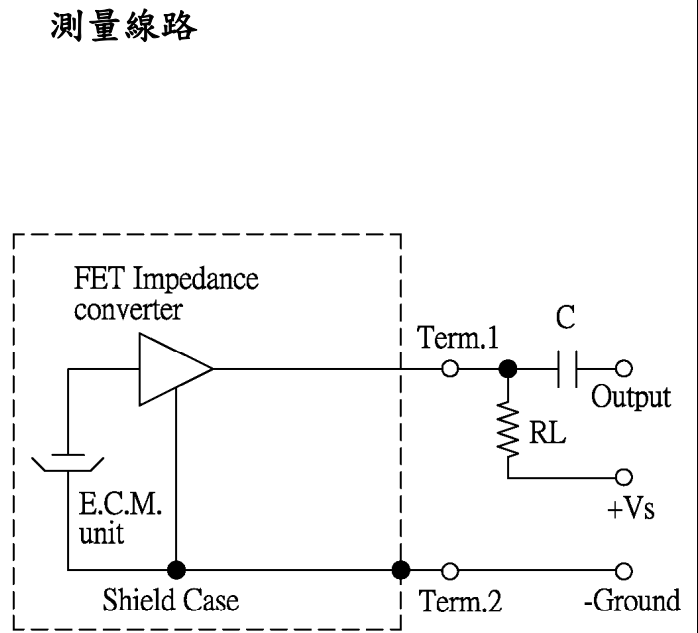 測量線路
FET Impedance
converter
Term.1
C
Output
RL
+Vs
E.C.M.
unit
Shield Case
Term.2
-Ground